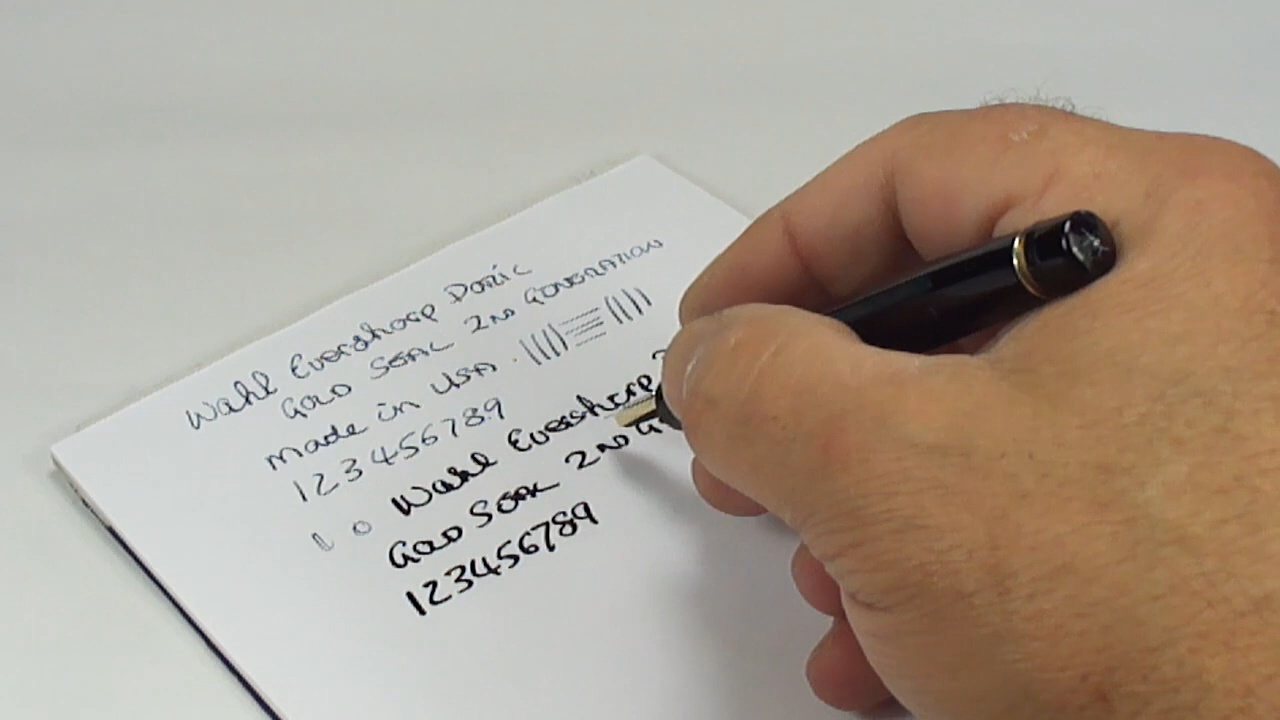 Wahl Eversharp Doric
Gold Seal 2nd Generation
made in USA
123456789
Wahl Eversharp
Gold Seal 2nd G
123456789